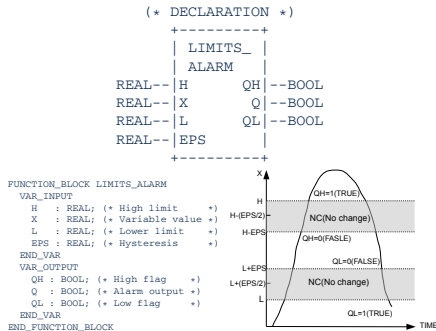 (* DECLARATION *)
+---------+
| LIMITS_ |
| ALARM |
REAL--|H QH|--BOOL
REAL--|X Q|--BOOL
REAL--|L QL|--BOOL
REAL--|EPS |
+---------+
FUNCTION_BLOCK LIMITS_ALARM
VAR_INPUT
H : REAL; (* High limit *)
X : REAL; (* Variable value *)
L : REAL; (* Lower limit *)
EPS : REAL; (* Hysteresis *)
END_VAR
VAR_OUTPUT
QH : BOOL; (* High flag *)
Q : BOOL; (* Alarm output *)
QL : BOOL; (* Low flag *)
END_VAR
END_FUNCTION_BLOCK
X
QH=1(TRUE)
H
H-(EPS/2)
NC(No change)
H-EPS
QH=0(FASLE)
QL=0(FALSE)
L+EPS
L+(EPS/2)
NC(No change)
L
QL=1(TRUE)
TIME